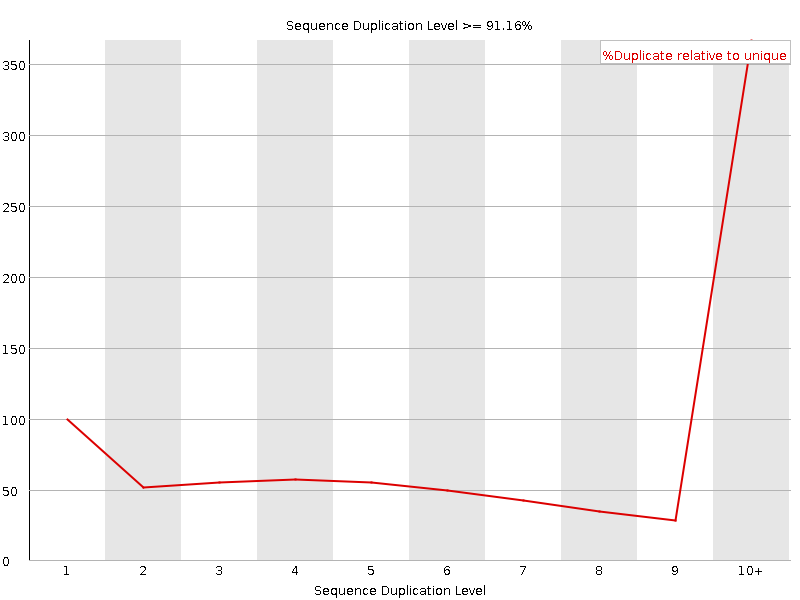 Sequence Duplication Level >= 91.16%
%Duplicate relative to unique
350
300
250
200
150
100
50
0
1 2 3 4 5 6 7 8 9 10+
Sequence Duplication Level